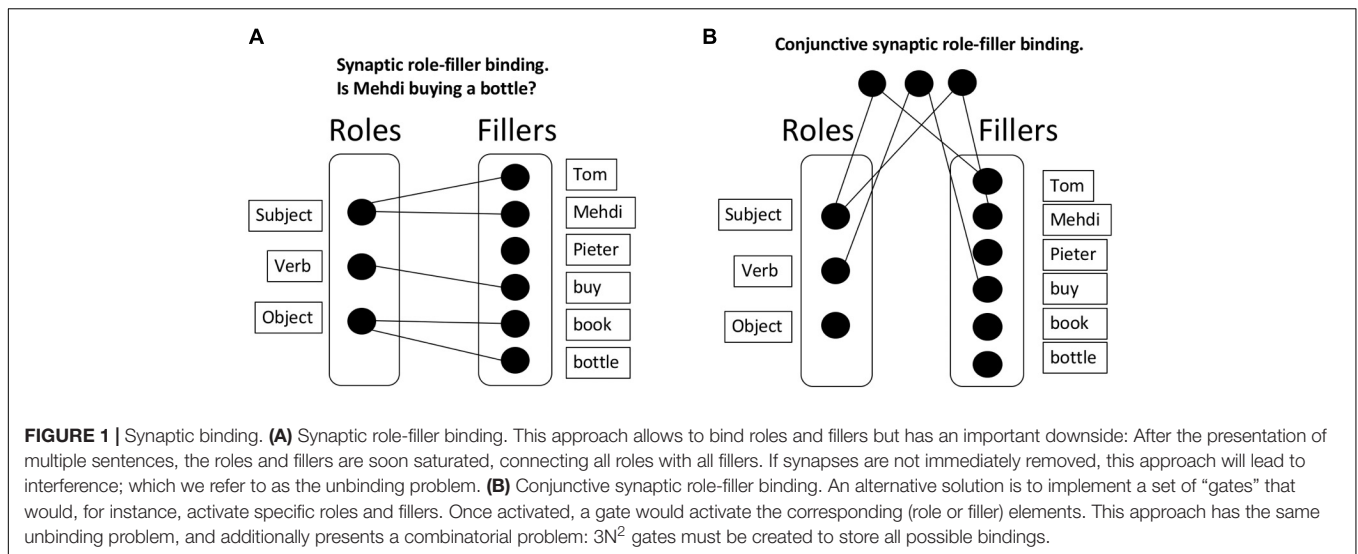 A
Synaptic role-filler binding.
Is Mehdi buying a bottle?
Roles
Fillers
Subject
Verb
Object
Tom
Mehdi
Pieter
buy
book
bottle
B
Conjunctive synaptic role-filler binding.
Roles
Fillers
Subject
Verb
Object
Tom
Mehdi
Pieter
buy
book
bottle
FIGURE 1 | Synaptic binding. (A) Synaptic role-filler binding. This approach allows to bind roles and fillers but has an important downside: After the presentation of
multiple sentences, the roles and fillers are soon saturated, connecting all roles with all fillers. If synapses are not immediately removed, this approach will lead to
interference; which we refer to as the unbinding problem. (B) Conjunctive synaptic role-filler binding. An alternative solution is to implement a set of “gates” that
would, for instance, activate specific roles and fillers. Once activated, a gate would activate the corresponding (role or filler) elements. This approach has the same
unbinding problem, and additionally presents a combinatorial problem: 3N² gates must be created to store all possible bindings.